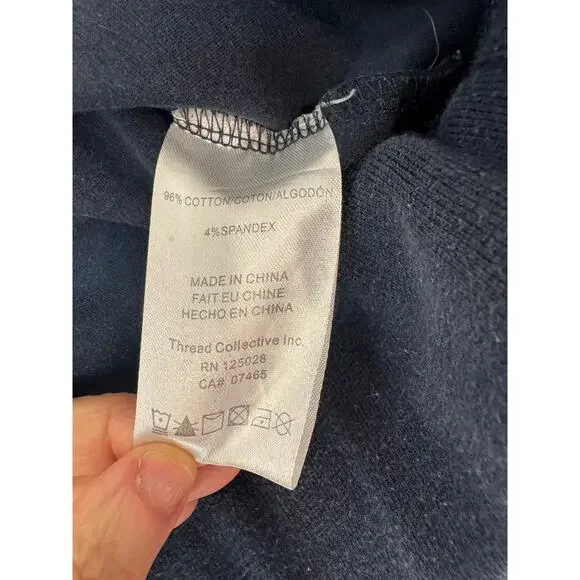 96% COTTON/COTON/ALGODÓN
4%SPANDEX
MADE IN CHINA
FAIT EU CHINE
HECHO EN CHINA
Thread Collective Inc.
RN 125028
CA# 07465